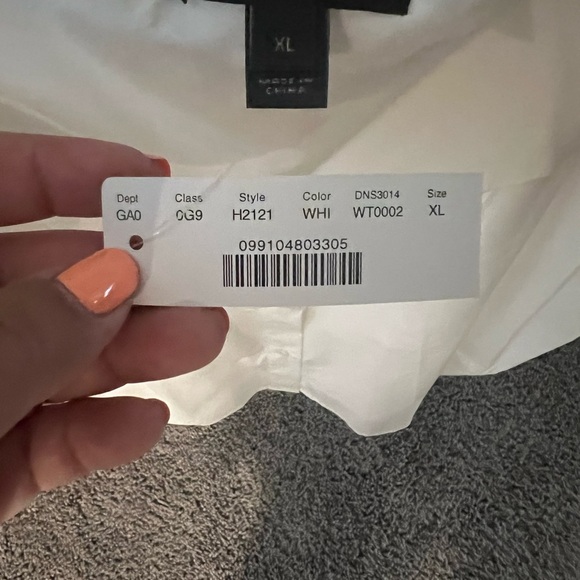 XL
MADE IN
CHINA
Dept Class Style Color DNS3014 Size
GA0 0G9 H2121 WHI WT0002 XL
099104803305